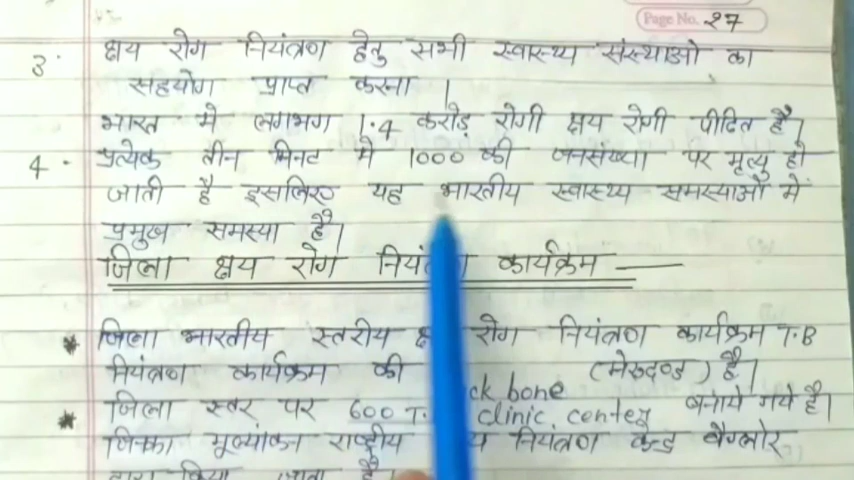 Page No. 27
3. क्षय रोग नियंत्रण हेतु सभी स्वास्थ्य संस्थाओ का
सहयोग प्राप्त करना ।
भारत मे लगभग 1.4 करोड़ रोगी क्षय रोगी पीडित है।
4. प्रत्येक तीन मिनट मे 1000 की जनसंख्या पर मृत्यु हो
जाती है इसलिए यह भारतीय स्वास्थ्य समस्याओं में
प्रमुख समस्या है।
जिला क्षय रोग कार्यक्रम —
* जिला भारतीय स्तरीय रोग नियंत्रण कार्यक्रम T.B
नियंत्रण कार्यक्रम की (मेरुदण्ड) है।
bone
* जिला स्तर पर 600 clinic center बनाये गये है।
जिनका मूल्यांकन राष्ट्रीय नियंत्रण केन्द्र बैंग्लोर
द्वारा किया जाता है।